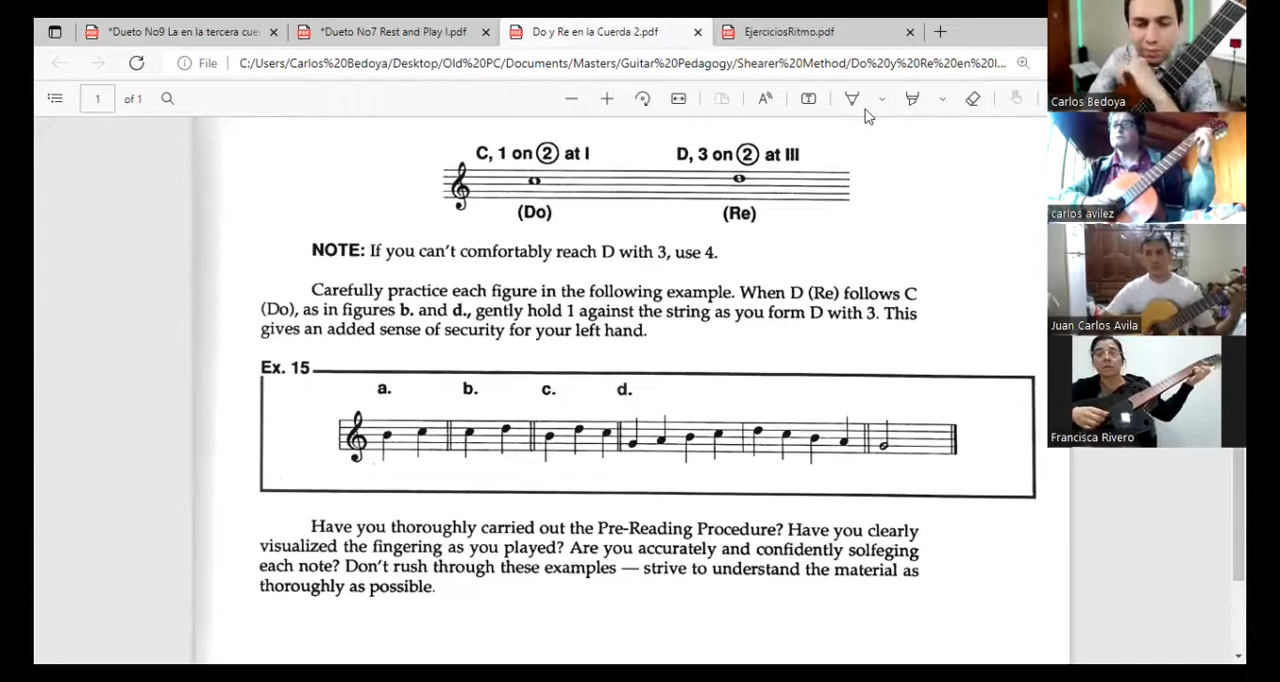 *Dueto No9 La en la tercera cue
*Dueto No7 Rest and Play I.pdf
Do y Re en la Cuerda 2.pdf
EjerciciosRitmo.pdf
File
C:/Users/Carlos%20Bedoya/Desktop/Old%20PC/Documents/Masters/Guitar%20Pedagogy/Shearer%20Method/Do%20y%20Re%20en%20l...
1 of 1
C, 1 on ② at I
D, 3 on ② at III
(Do)
(Re)
NOTE: If you can't comfortably reach D with 3, use 4.
Carefully practice each figure in the following example. When D (Re) follows C
(Do), as in figures b. and d., gently hold 1 against the string as you form D with 3. This
gives an added sense of security for your left hand.
Ex. 15
a. b. c. d.
Have you thoroughly carried out the Pre-Reading Procedure? Have you clearly
visualized the fingering as you played? Are you accurately and confidently solfeging
each note? Don't rush through these examples — strive to understand the material as
thoroughly as possible.
Carlos Bedoya
carlos avilez
Juan Carlos Avila
Francisca Rivero